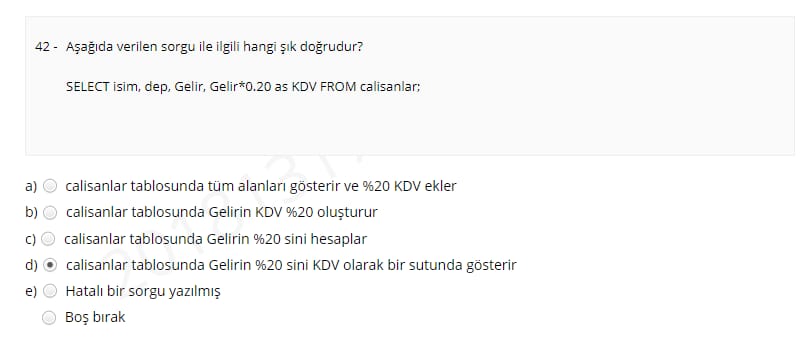 42 - Aşağıda verilen sorgu ile ilgili hangi şık doğrudur?
SELECT isim, dep, Gelir, Gelir*0.20 as KDV FROM calisanlar;
a) calisanlar tablosunda tüm alanları gösterir ve %20 KDV ekler
b) calisanlar tablosunda Gelirin KDV %20 oluşturur
c) calisanlar tablosunda Gelirin %20 sini hesaplar
d) calisanlar tablosunda Gelirin %20 sini KDV olarak bir sutunda gösterir
e) Hatalı bir sorgu yazılmış
Boş bırak